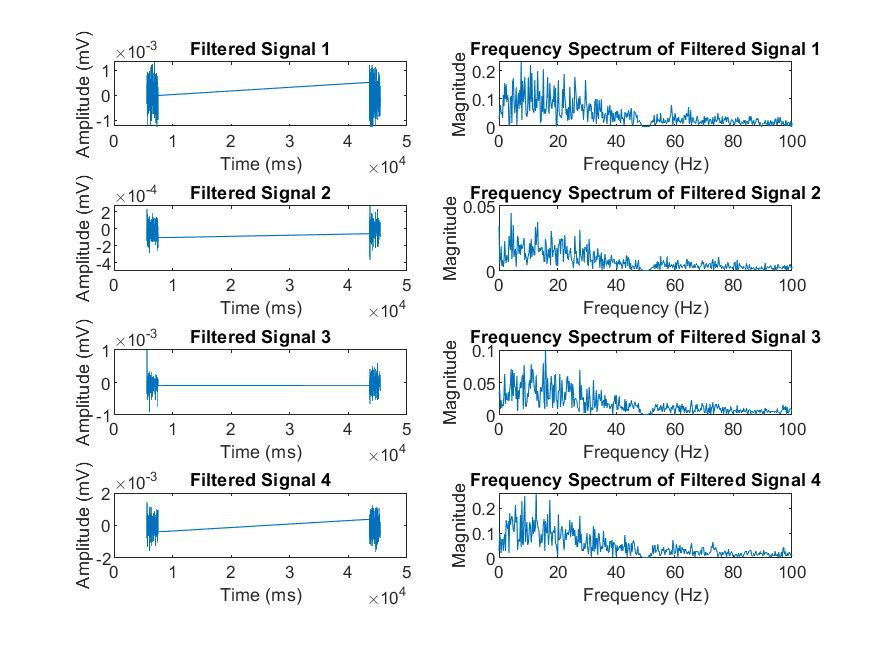 Filtered Signal 1
×10-3
Amplitude (mV)
1
0
-1
0 1 2 3 4 5
Time (ms)
×104
Frequency Spectrum of Filtered Signal 1
Magnitude
0.2
0.1
0
0 20 40 60 80 100
Frequency (Hz)
Filtered Signal 2
×10-4
Amplitude (mV)
2
0
-2
-4
0 1 2 3 4 5
Time (ms)
×104
Frequency Spectrum of Filtered Signal 2
Magnitude
0.05
0
0 20 40 60 80 100
Frequency (Hz)
Filtered Signal 3
×10-3
Amplitude (mV)
1
0
-1
0 1 2 3 4 5
Time (ms)
×104
Frequency Spectrum of Filtered Signal 3
Magnitude
0.1
0.05
0
0 20 40 60 80 100
Frequency (Hz)
Filtered Signal 4
×10-3
Amplitude (mV)
2
0
-2
0 1 2 3 4 5
Time (ms)
×104
Frequency Spectrum of Filtered Signal 4
Magnitude
0.2
0.1
0
0 20 40 60 80 100
Frequency (Hz)